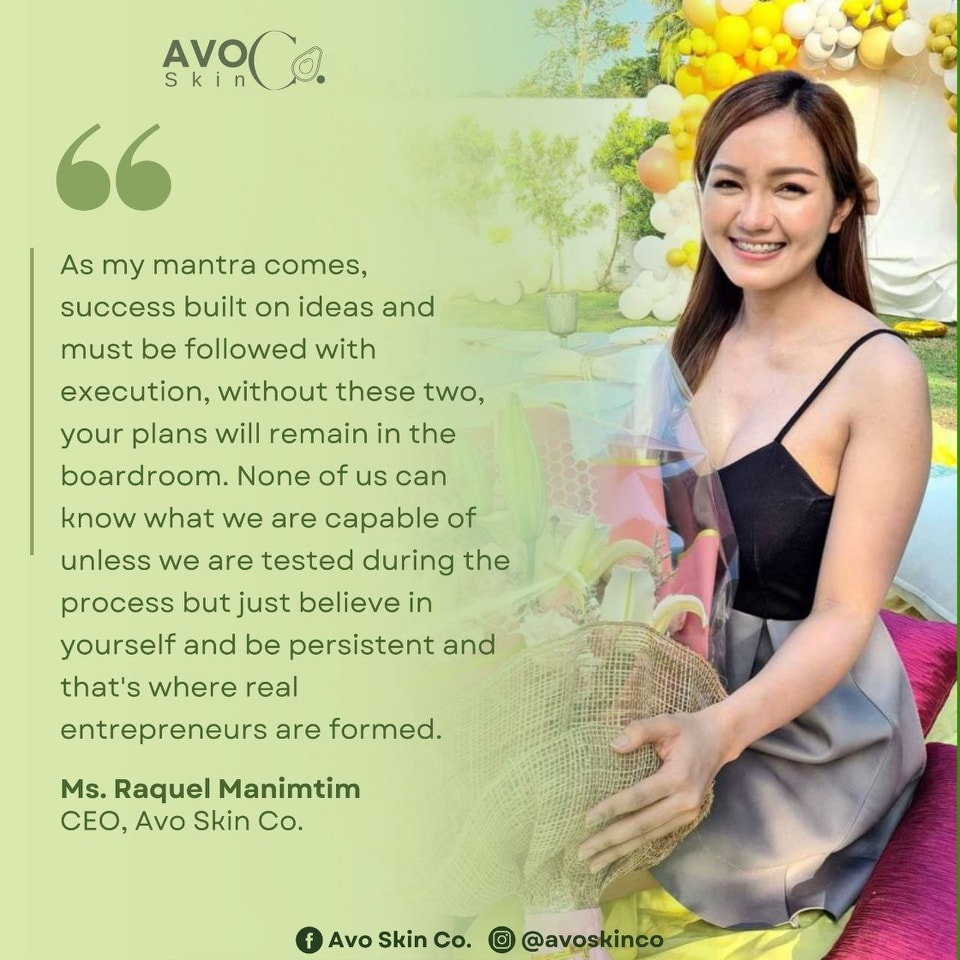 AVO Co.
Skin
As my mantra comes,
success built on ideas and
must be followed with
execution, without these two,
your plans will remain in the
boardroom. None of us can
know what we are capable of
unless we are tested during the
process but just believe in
yourself and be persistent and
that's where real
entrepreneurs are formed.
Ms. Raquel Manimtim
CEO, Avo Skin Co.
Avo Skin Co. @avoskinco